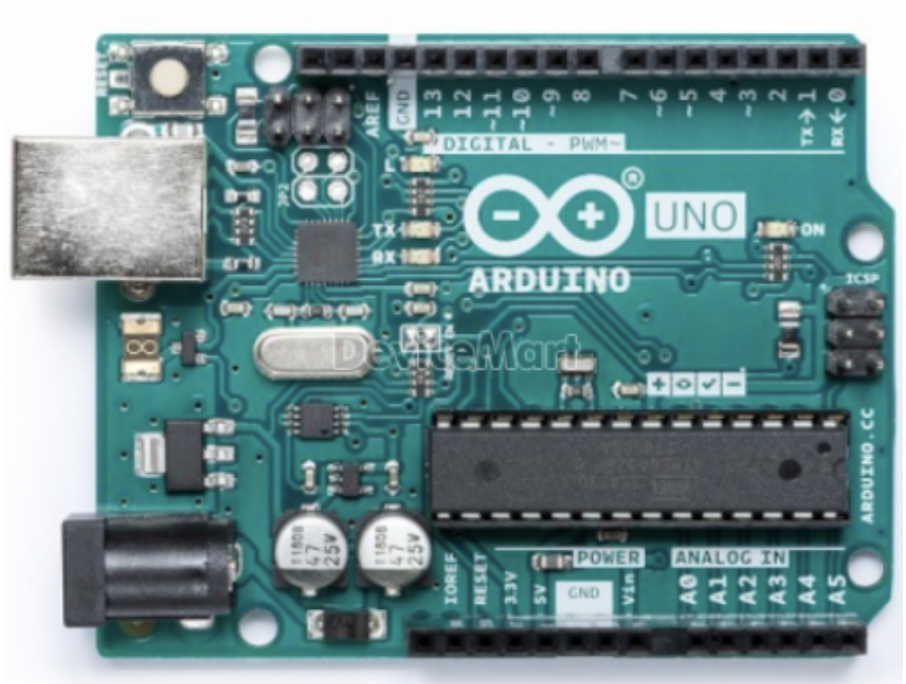 RESET
AREF
GND
13
12
~11
~10
~9
8
7
~6
~5
4
~3
2
TX→1
RX←0
DIGITAL - PWM~
JP2
L
TX
RX
®
UNO
ARDUINO
ON
ICSP
DeviceMart
ARDUINO.CC
47
25V
47
25V
POWER
ANALOG IN
IOREF
RESET
3.3V
5V
GND
Vin
A0
A1
A2
A3
A4
A5